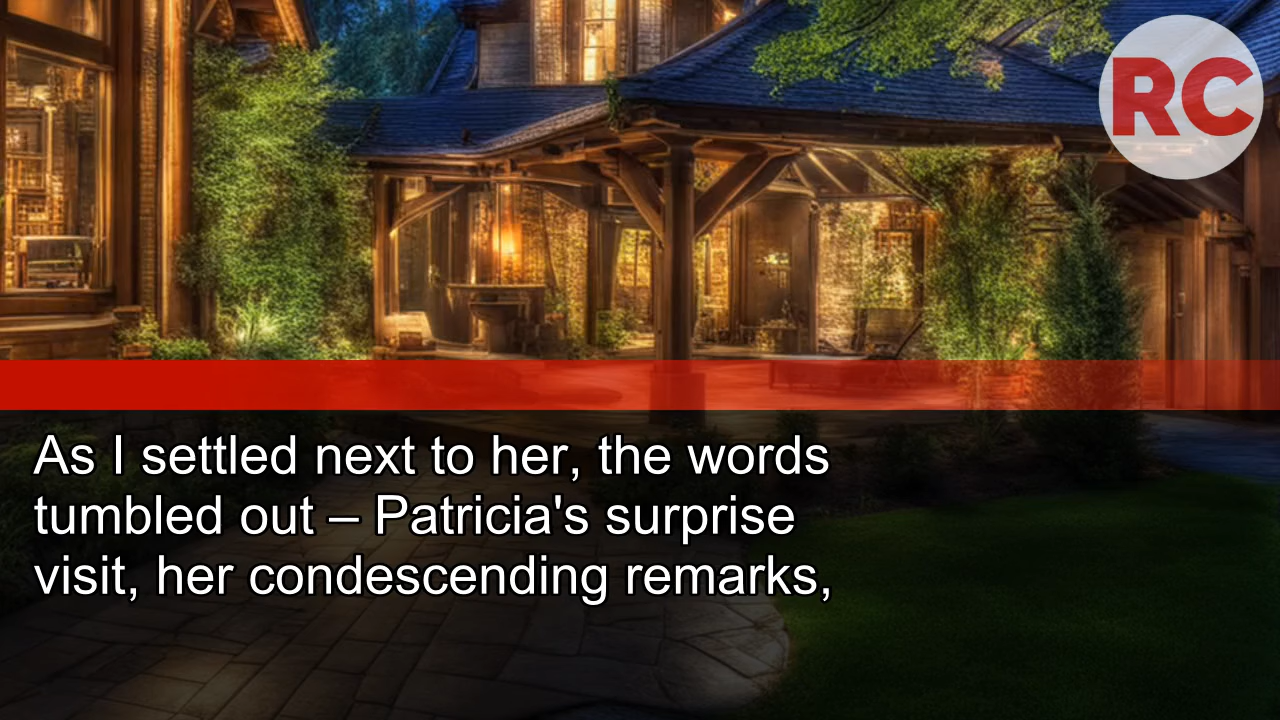 RC
As I settled next to her, the words
tumbled out – Patricia's surprise
visit, her condescending remarks,